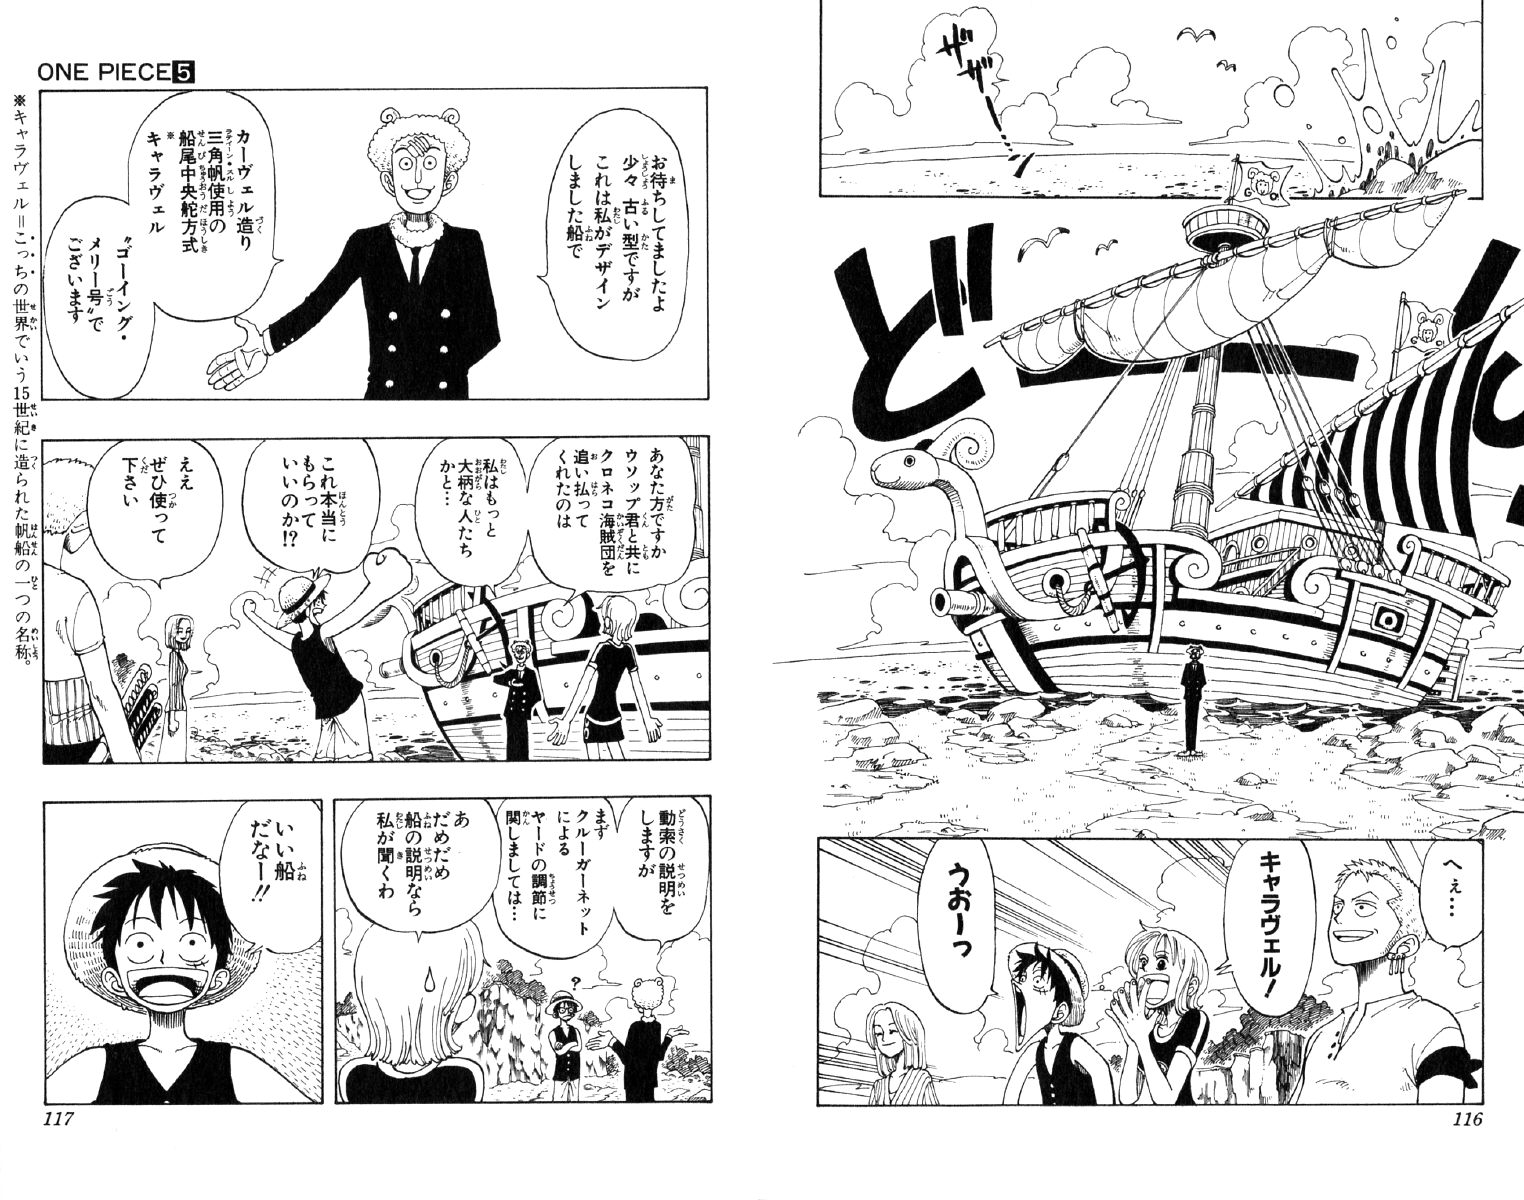 ザザ…ん
どーん
へぇ…
キャラヴェル!
うおーっ
116
ONE PIECE 5
お待ちしてましたよ
少々古い型ですが
これは私がデザイン
しました船で
カーヴェル造り
三角帆使用の
船尾中央舵方式
※キャラヴェル
“ゴーイング・
メリー号”で
ございます
※キャラヴェル=こっちの世界でいう15世紀に造られた帆船の一つの名称。
あなた方ですか
ウソップ君と共に
クロネコ海賊団を
追い払って
くれたのは
私はもっと
大柄な人たち
かと…
これ本当に
もらって
いいのか!?
ええ
ぜひ使って
下さい
動索の説明を
しますが
まず
クルーガーネット
による
ヤードの調節に
関しましては…
?
あ
だめだめ
船の説明なら
私が聞くわ
いい船
だなー!!
117